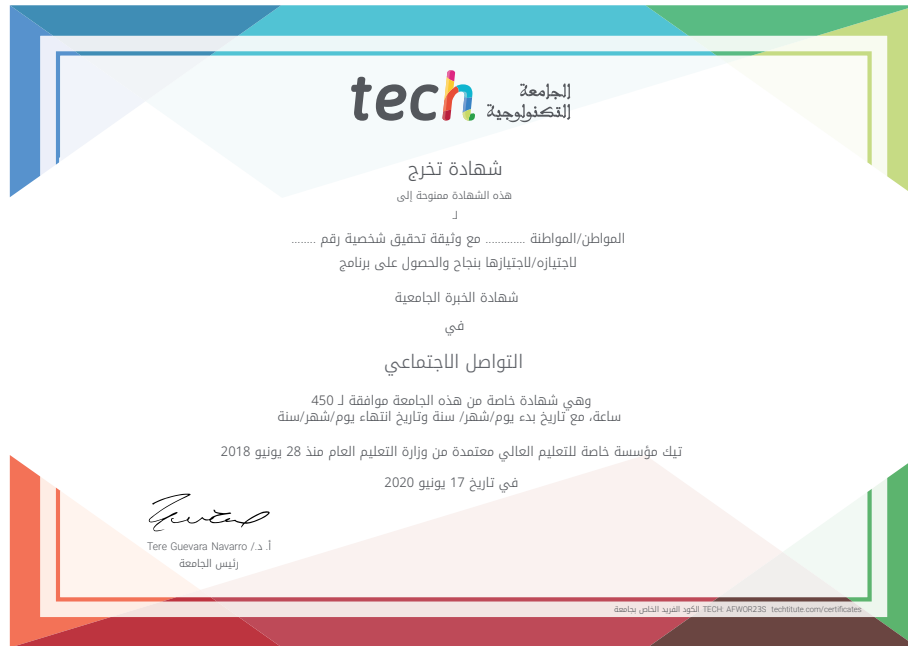 tech الجامعة
التكنولوجية
شهادة تخرج
هذه الشهادة ممنوحة إلى
لـ
المواطن/المواطنة ............. مع وثيقة تحقيق شخصية رقم ........
لاجتيازه/لاجتيازها بنجاح والحصول على برنامج
شهادة الخبرة الجامعية
في
التواصل الاجتماعي
وهي شهادة خاصة من هذه الجامعة موافقة لـ 450
ساعة، مع تاريخ بدء يوم/شهر/ سنة وتاريخ انتهاء يوم/شهر/سنة
تيك مؤسسة خاصة للتعليم العالي معتمدة من وزارة التعليم العام منذ 28 يونيو 2018
في تاريخ 17 يونيو 2020
أ. د./ Tere Guevara Navarro
رئيس الجامعة
الكود الفريد الخاص بجامعة TECH: AFWOR23S techtitute.com/certificates